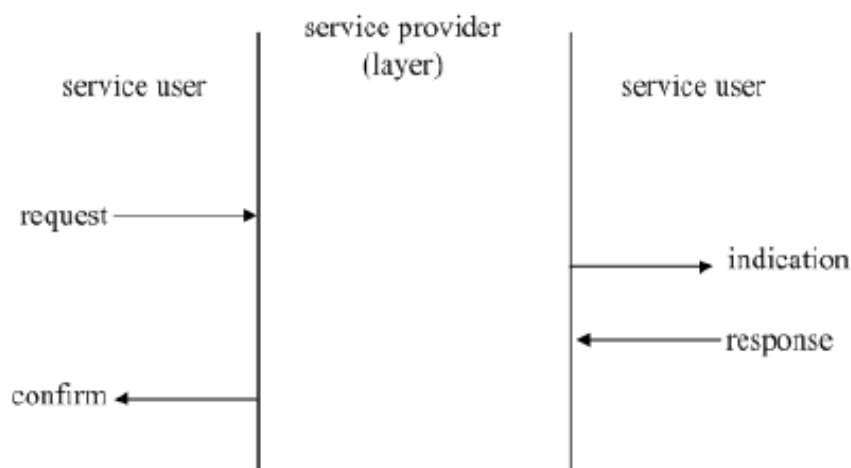 service provider
(layer)
service user
service user
request
indication
response
confirm